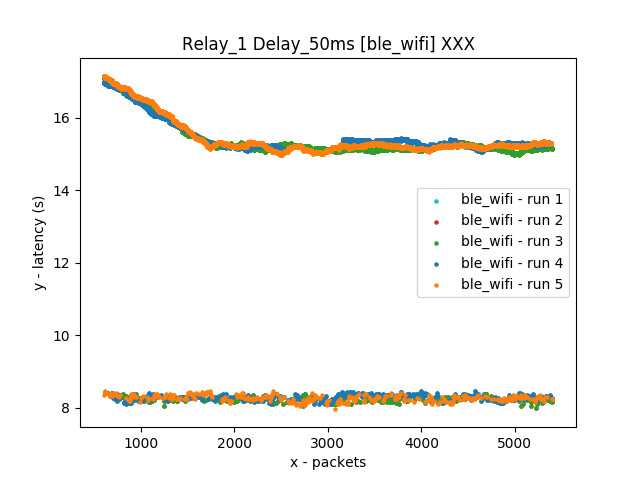 Relay_1 Delay_50ms [ble_wifi] XXX
y - latency (s)
16
14
12
10
8
ble_wifi - run 1
ble_wifi - run 2
ble_wifi - run 3
ble_wifi - run 4
ble_wifi - run 5
1000 2000 3000 4000 5000
x - packets